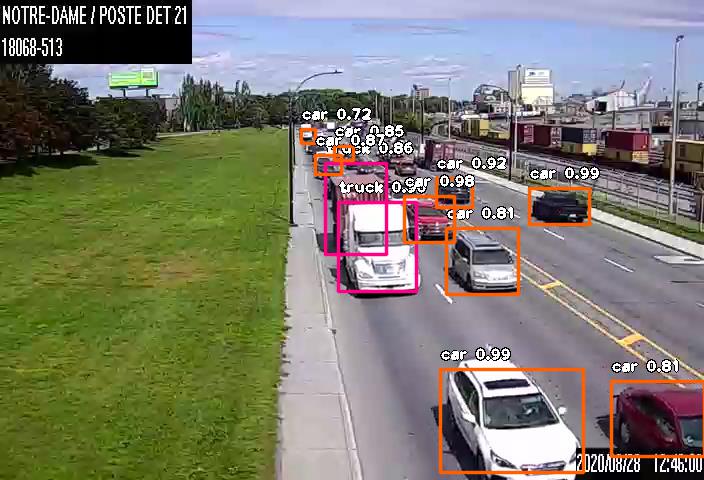 NOTRE-DAME / POSTE DET 21
18068-513
car 0.72
car 0.85
car 0.87
truck 0.86
car 0.92
truck 0.90
car 0.98
car 0.99
car 0.81
car 0.99
car 0.81
2020/08/28 12:46:00